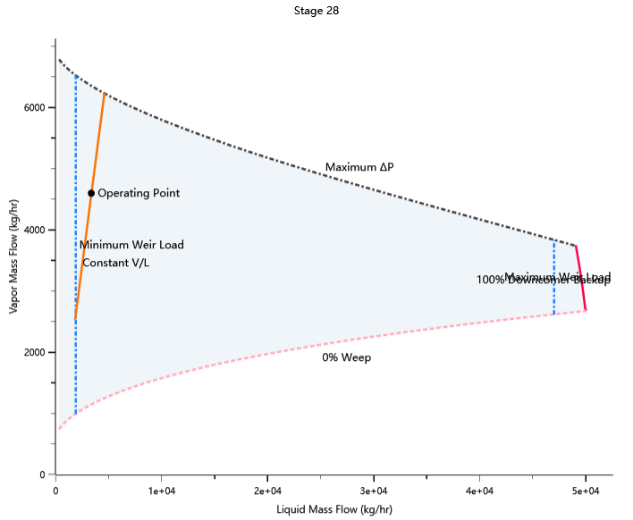 Stage 28
6000
Maximum ΔP
Operating Point
4000
Minimum Weir Load
Constant V/L
Maximum Weir Load
100% Downcomer Backup
2000
0% Weep
0
0
1e+04
2e+04
3e+04
4e+04
5e+04
Liquid Mass Flow (kg/hr)
Vapor Mass Flow (kg/hr)